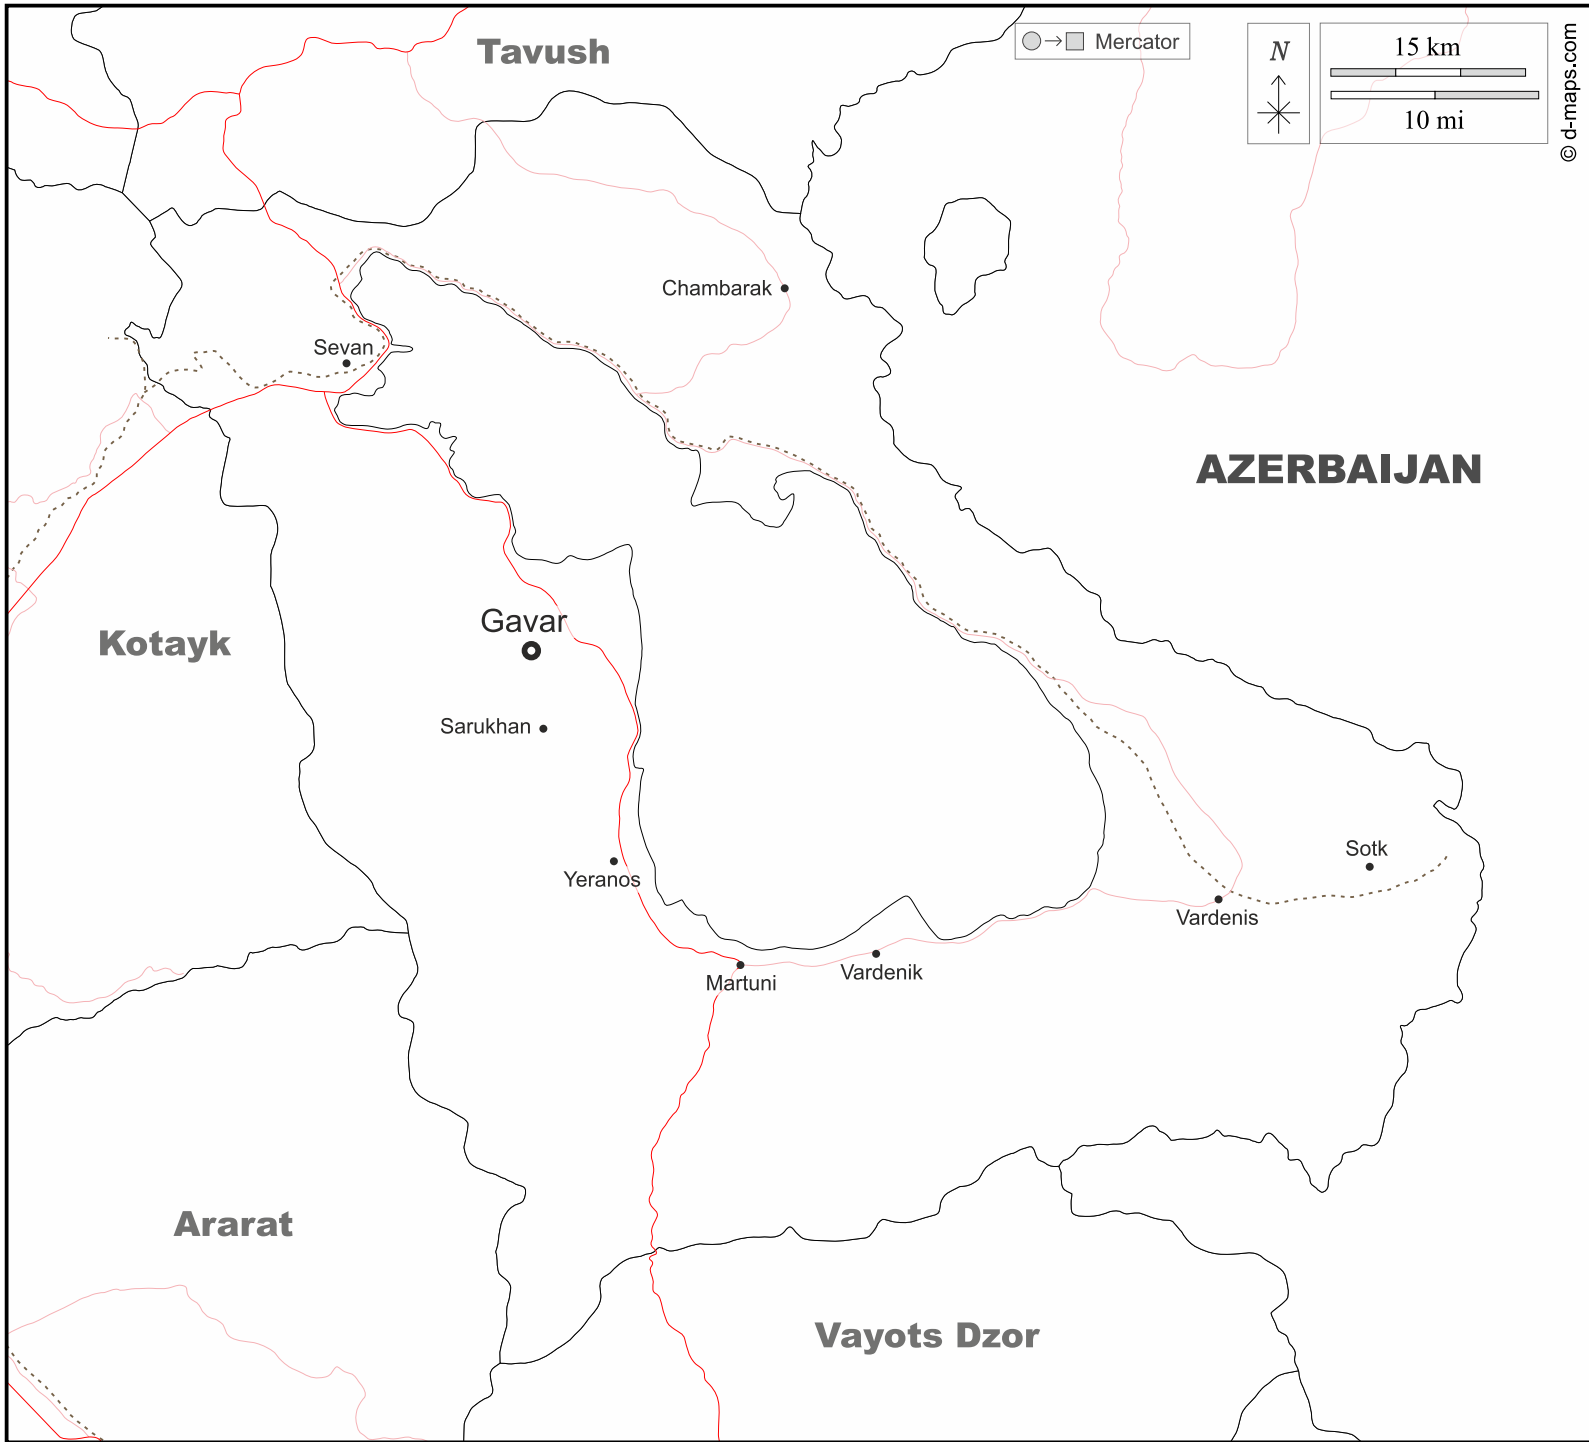 Tavush
Mercator
N
15 km
10 mi
© d-maps.com
Chambarak
Sevan
AZERBAIJAN
Gavar
Kotayk
Sarukhan
Sotk
Yeranos
Vardenis
Vardenik
Martuni
Ararat
Vayots Dzor